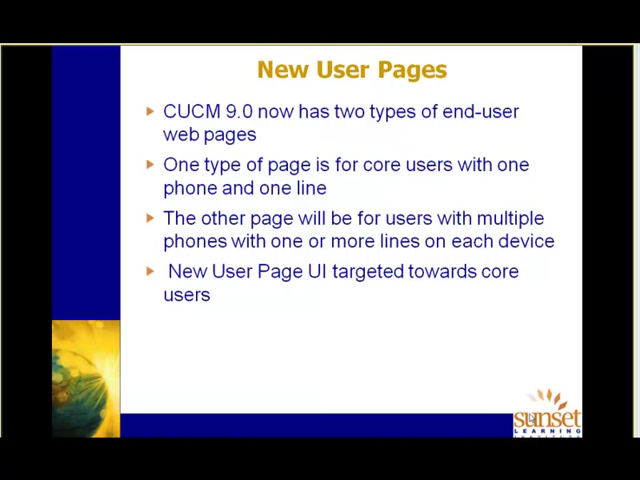 New User Pages
CUCM 9.0 now has two types of end-user
web pages
One type of page is for core users with one
phone and one line
The other page will be for users with multiple
phones with one or more lines on each device
New User Page UI targeted towards core
users
sunset
LEARNING